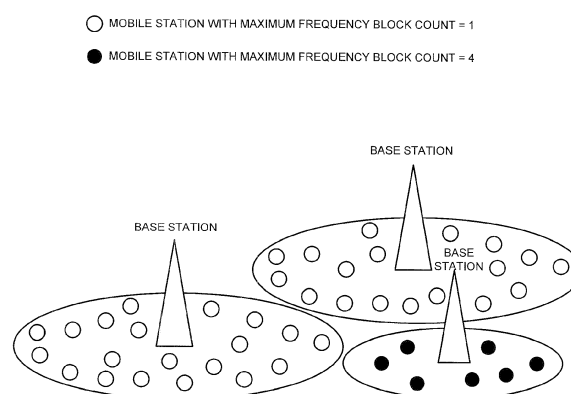 MOBILE STATION WITH MAXIMUM FREQUENCY BLOCK COUNT = 1
MOBILE STATION WITH MAXIMUM FREQUENCY BLOCK COUNT = 4
BASE STATION
BASE STATION
BASE
STATION